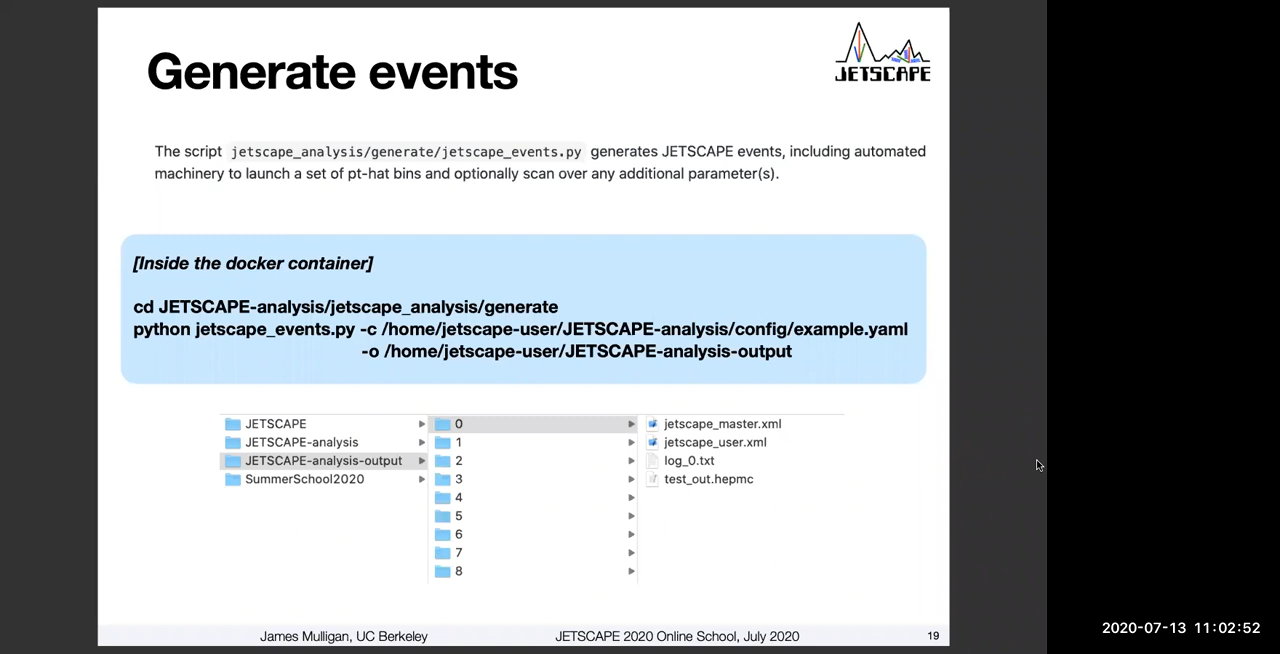 Generate events
JETSCAPE
The script jetscape_analysis/generate/jetscape_events.py generates JETSCAPE events, including automated
machinery to launch a set of pt-hat bins and optionally scan over any additional parameter(s).
[Inside the docker container]
cd JETSCAPE-analysis/jetscape_analysis/generate
python jetscape_events.py -c /home/jetscape-user/JETSCAPE-analysis/config/example.yaml
-o /home/jetscape-user/JETSCAPE-analysis-output
JETSCAPE
JETSCAPE-analysis
JETSCAPE-analysis-output
SummerSchool2020
0
1
2
3
4
5
6
7
8
jetscape_master.xml
jetscape_user.xml
log_0.txt
test_out.hepmc
James Mulligan, UC Berkeley
JETSCAPE 2020 Online School, July 2020
19
2020-07-13 11:02:52